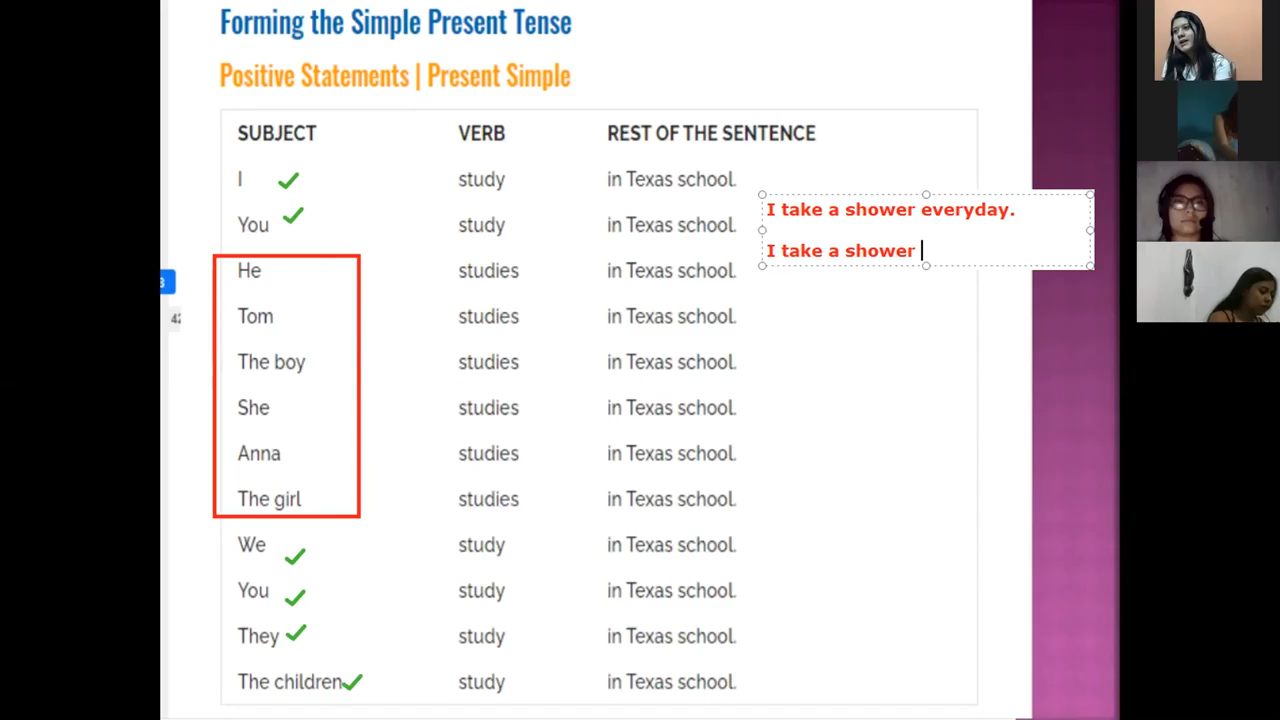 Forming the Simple Present Tense
Positive Statements | Present Simple
SUBJECT VERB REST OF THE SENTENCE
I study in Texas school.
You study in Texas school.
I take a shower everyday.
I take a shower
He studies in Texas school.
Tom studies in Texas school.
The boy studies in Texas school.
She studies in Texas school.
Anna studies in Texas school.
The girl studies in Texas school.
We study in Texas school.
You study in Texas school.
They study in Texas school.
The children study in Texas school.
42